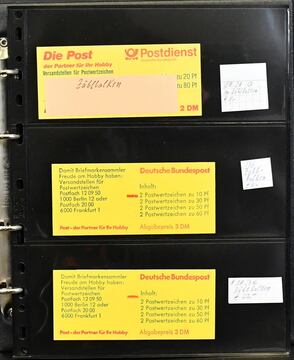 Die Post
der Partner für Ihr Hobby
Postdienst
Versandstellen für Postwertzeichen
Zählbalken
zu 20 Pf
zu 80 Pf
2 DM
Damit Briefmarkensammler
Freude am Hobby haben:
Versandstellen für
Postwertzeichen
Postfach 12 09 50
1000 Berlin 12 oder
Postfach 20 00
6000 Frankfurt 1
Post - der Partner für Ihr Hobby
Deutsche Bundespost
Inhalt:
2 Postwertzeichen zu 10 Pf
2 Postwertzeichen zu 30 Pf
2 Postwertzeichen zu 50 Pf
2 Postwertzeichen zu 60 Pf
Abgabepreis 3 DM
Damit Briefmarkensammler
Freude am Hobby haben:
Versandstellen für
Postwertzeichen
Postfach 12 09 50
1000 Berlin 12 oder
Postfach 20 00
6000 Frankfurt 1
Post - der Partner für Ihr Hobby
Deutsche Bundespost
Inhalt:
2 Postwertzeichen zu 10 Pf
2 Postwertzeichen zu 30 Pf
2 Postwertzeichen zu 50 Pf
2 Postwertzeichen zu 60 Pf
Abgabepreis 3 DM